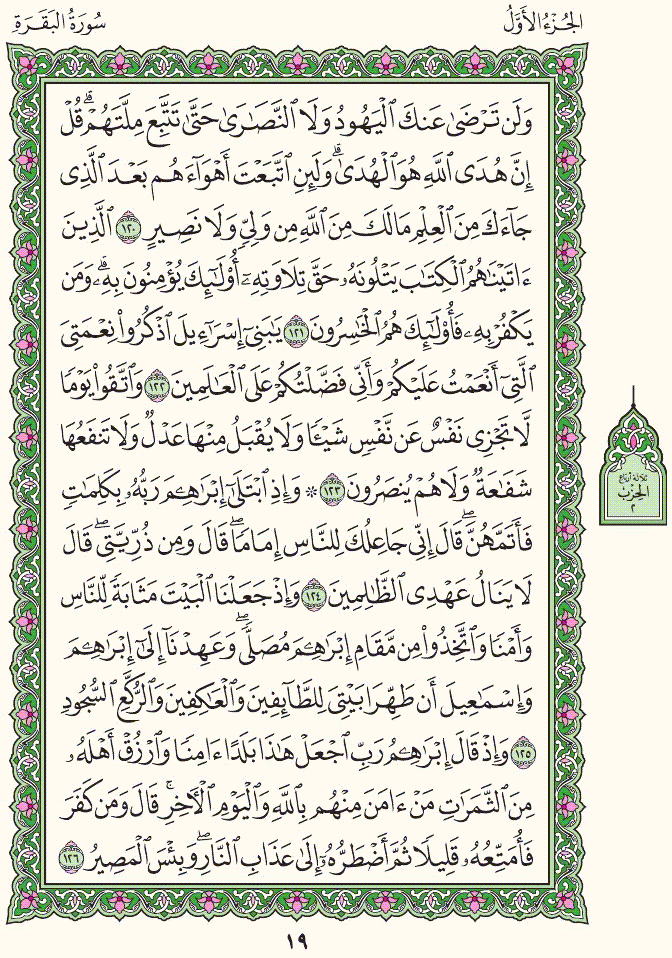 سُورَةُ البَقَرَةِ
الجُزْءُ الأَوَّلُ
وَلَن تَرْضَىٰ عَنكَ ٱلْيَهُودُ وَلَا ٱلنَّصَٰرَىٰ حَتَّىٰ تَتَّبِعَ مِلَّتَهُمْ ۗ قُلْ
إِنَّ هُدَى ٱللَّهِ هُوَ ٱلْهُدَىٰ ۗ وَلَئِنِ ٱتَّبَعْتَ أَهْوَآءَهُم بَعْدَ ٱلَّذِى
جَآءَكَ مِنَ ٱلْعِلْمِ مَا لَكَ مِنَ ٱللَّهِ مِن وَلِىٍّ وَلَا نَصِيرٍ ١٢٠ ٱلَّذِينَ
ءَاتَيْنَٰهُمُ ٱلْكِتَٰبَ يَتْلُونَهُۥ حَقَّ تِلَاوَتِهِۦٓ أُو۟لَٰٓئِكَ يُؤْمِنُونَ بِهِۦ ۗ وَمَن
يَكْفُرْ بِهِۦ فَأُو۟لَٰٓئِكَ هُمُ ٱلْخَٰسِرُونَ ١٢١ يَٰبَنِىٓ إِسْرَٰٓءِيلَ ٱذْكُرُوا۟ نِعْمَتِىَ
ٱلَّتِىٓ أَنْعَمْتُ عَلَيْكُمْ وَأَنِّى فَضَّلْتُكُمْ عَلَى ٱلْعَٰلَمِينَ ١٢٢ وَٱتَّقُوا۟ يَوْمًا
لَّا تَجْزِى نَفْسٌ عَن نَّفْسٍ شَيْـًٔا وَلَا يُقْبَلُ مِنْهَا عَدْلٌ وَلَا تَنفَعُهَا
شَفَٰعَةٌ وَلَا هُمْ يُنصَرُونَ ١٢٣ ۞ وَإِذِ ٱبْتَلَىٰٓ إِبْرَٰهِـۧمَ رَبُّهُۥ بِكَلِمَٰتٍ
فَأَتَمَّهُنَّ ۖ قَالَ إِنِّى جَاعِلُكَ لِلنَّاسِ إِمَامًا ۖ قَالَ وَمِن ذُرِّيَّتِى ۖ قَالَ
لَا يَنَالُ عَهْدِى ٱلظَّٰلِمِينَ ١٢٤ وَإِذْ جَعَلْنَا ٱلْبَيْتَ مَثَابَةً لِّلنَّاسِ
وَأَمْنًا وَٱتَّخِذُوا۟ مِن مَّقَامِ إِبْرَٰهِـۧمَ مُصَلًّى ۖ وَعَهِدْنَآ إِلَىٰٓ إِبْرَٰهِـۧمَ
وَإِسْمَٰعِيلَ أَن طَهِّرَا بَيْتِىَ لِلطَّآئِفِينَ وَٱلْعَٰكِفِينَ وَٱلرُّكَّعِ ٱلسُّجُودِ
١٢٥ وَإِذْ قَالَ إِبْرَٰهِـۧمُ رَبِّ ٱجْعَلْ هَٰذَا بَلَدًا ءَامِنًا وَٱرْزُقْ أَهْلَهُۥ
مِنَ ٱلثَّمَرَٰتِ مَنْ ءَامَنَ مِنْهُم بِٱللَّهِ وَٱلْيَوْمِ ٱلْـَٔاخِرِ ۖ قَالَ وَمَن كَفَرَ
فَأُمَتِّعُهُۥ قَلِيلًا ثُمَّ أَضْطَرُّهُۥٓ إِلَىٰ عَذَابِ ٱلنَّارِ ۖ وَبِئْسَ ٱلْمَصِيرُ ١٢٦
ثلاثة أرباع
الحزب
٢
١٩